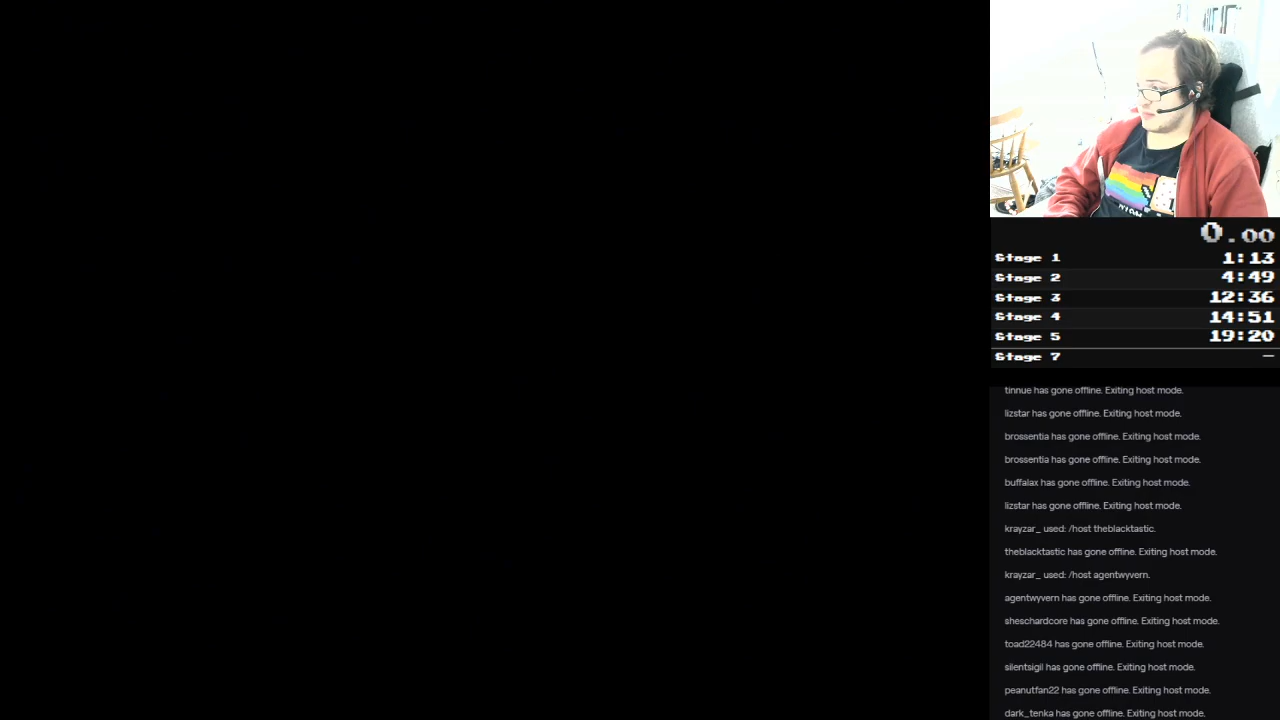 0.00
Stage 1 1:13
Stage 2 4:49
Stage 3 12:36
Stage 4 14:51
Stage 5 19:20
Stage 7 —
tinnue has gone offline. Exiting host mode.
lizstar has gone offline. Exiting host mode.
brossentia has gone offline. Exiting host mode.
brossentia has gone offline. Exiting host mode.
buffalax has gone offline. Exiting host mode.
lizstar has gone offline. Exiting host mode.
krayzar_ used: /host theblacktastic.
theblacktastic has gone offline. Exiting host mode.
krayzar_ used: /host agentwyvern.
agentwyvern has gone offline. Exiting host mode.
sheschardcore has gone offline. Exiting host mode.
toad22484 has gone offline. Exiting host mode.
silentsigil has gone offline. Exiting host mode.
peanutfan22 has gone offline. Exiting host mode.
dark_tenka has gone offline. Exiting host mode.